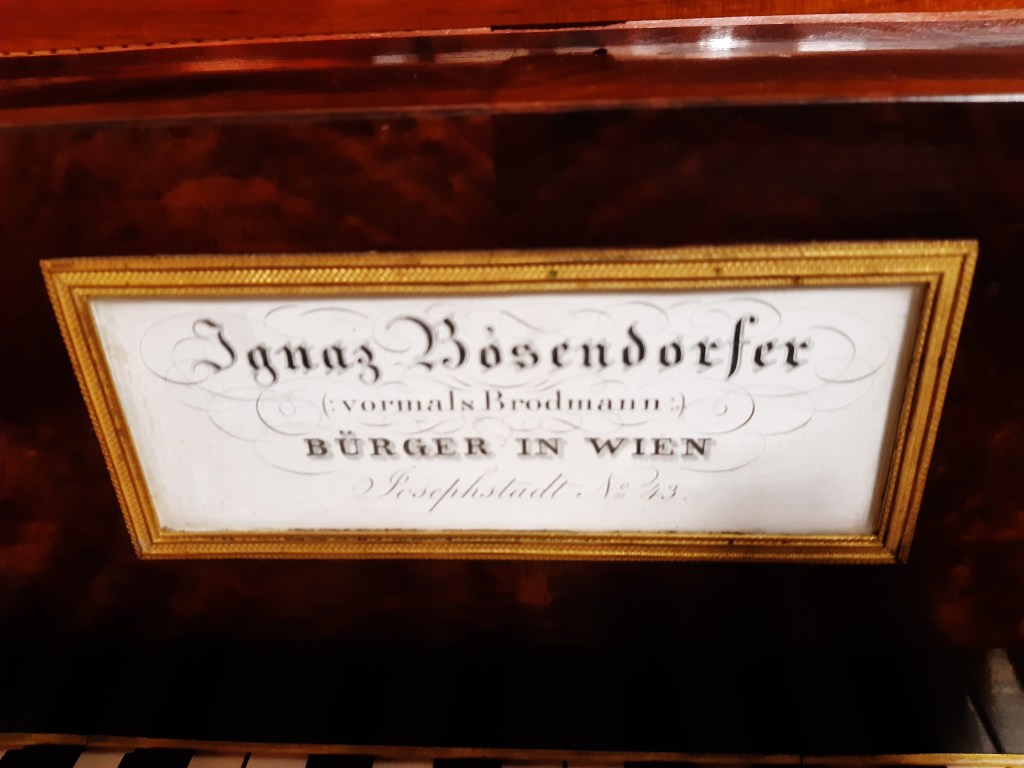 Ignaz Bösendorfer
(: vormals Brodmann :)
BÜRGER IN WIEN
Josephstadt Nº 43.